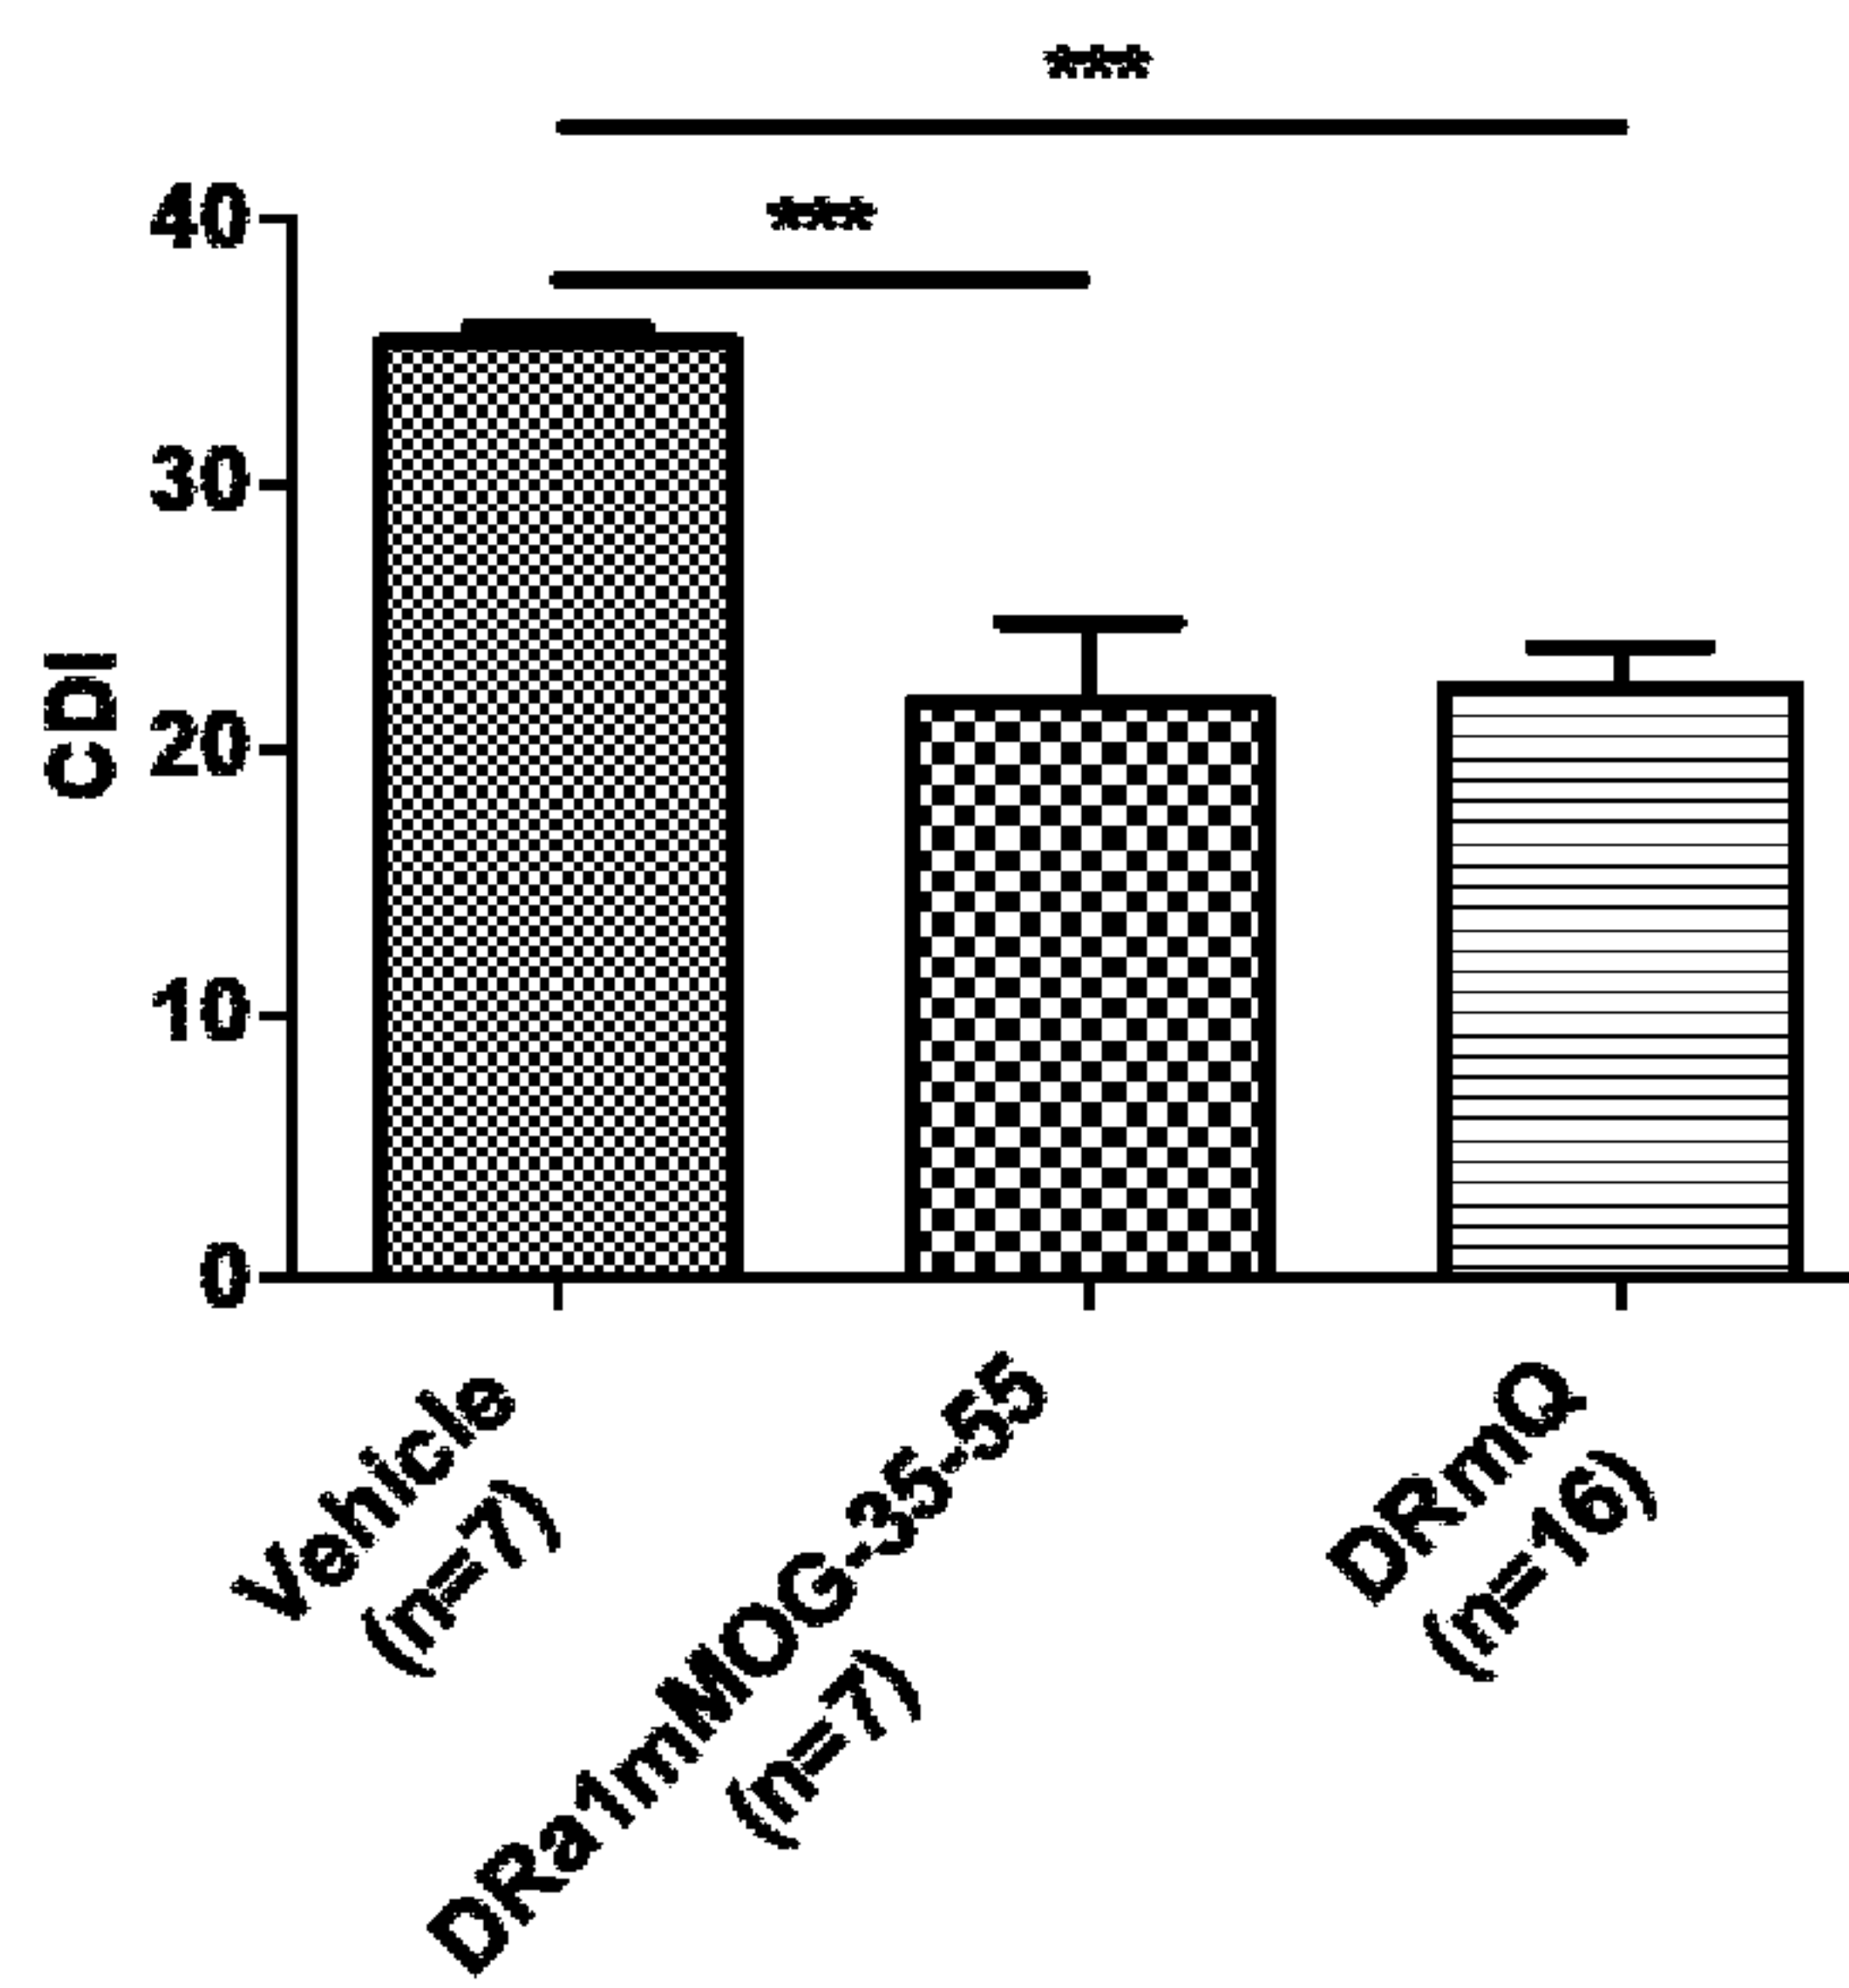 ***
***
40
30
20
10
0
CDI
Vehicle
(n=7)
DRa1mMOG-35-55
(n=7)
DRmQ
(n=16)